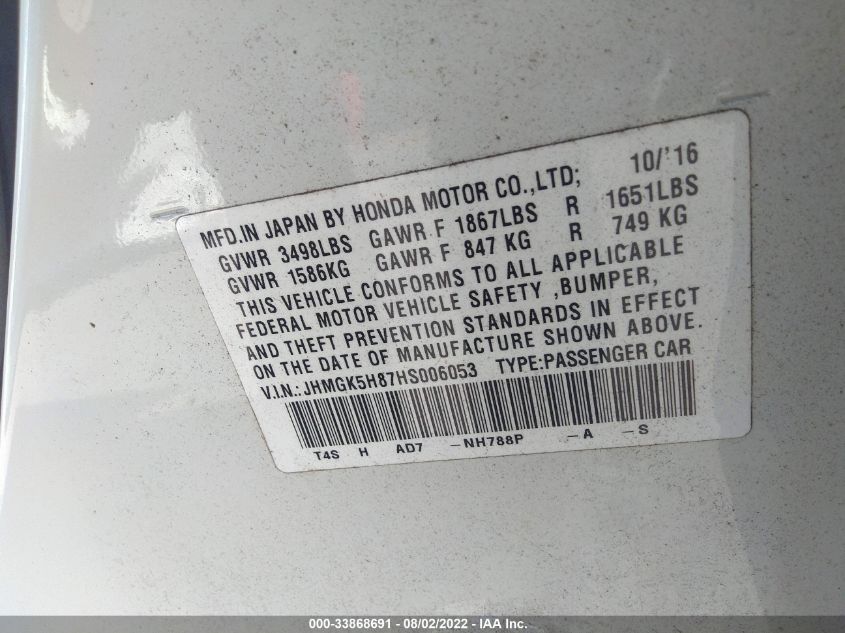 MFD.IN JAPAN BY HONDA MOTOR CO.,LTD; 10/'16
GVWR 3498LBS GAWR F 1867LBS R 1651LBS
GVWR 1586KG GAWR F 847 KG R 749 KG
THIS VEHICLE CONFORMS TO ALL APPLICABLE
FEDERAL MOTOR VEHICLE SAFETY ,BUMPER,
AND THEFT PREVENTION STANDARDS IN EFFECT
ON THE DATE OF MANUFACTURE SHOWN ABOVE.
V.I.N.:JHMGK5H87HS006053 TYPE:PASSENGER CAR
T4S H AD7 -NH788P -A -S
000-33868691 - 08/02/2022 - IAA Inc.